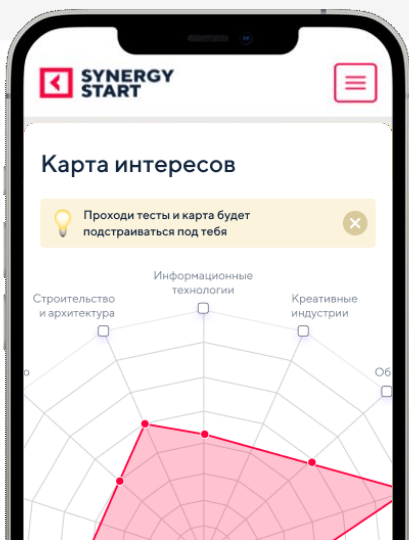 SYNERGY
START
Карта интересов
Проходи тесты и карта будет
подстраиваться под тебя
Информационные
технологии
Строительство
и архитектура
Креативные
индустрии